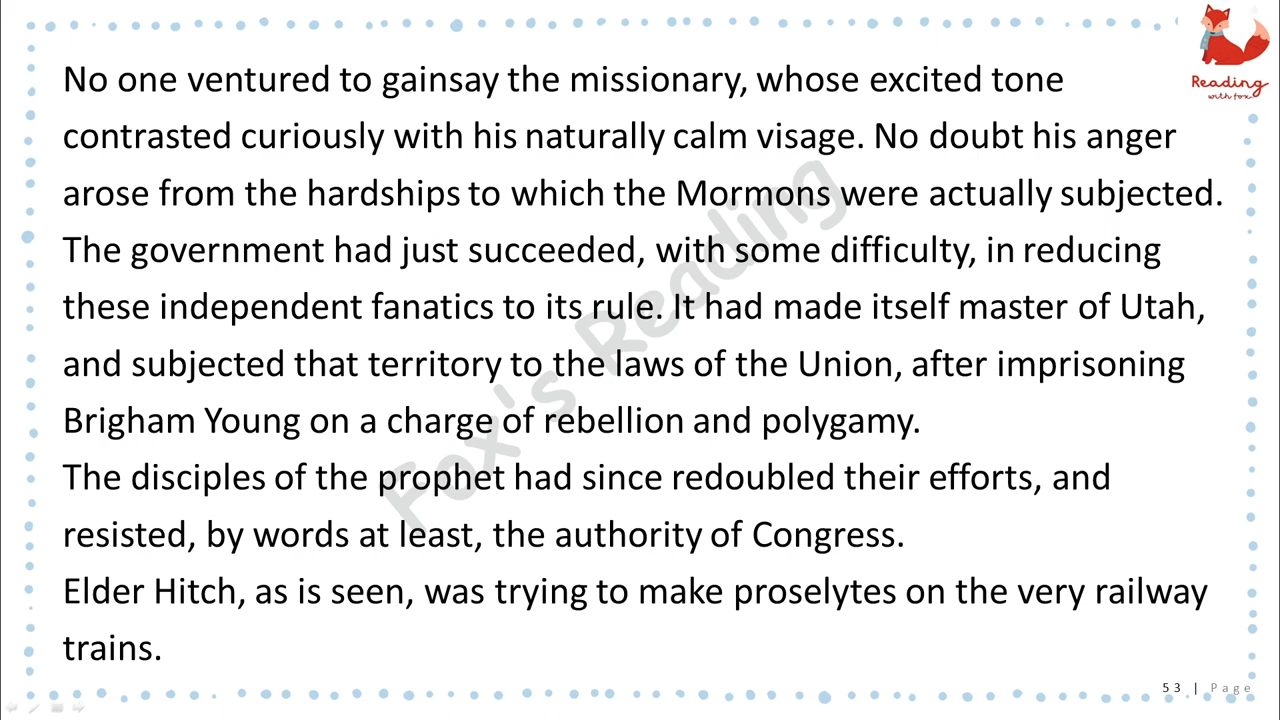 Reading
with fox
No one ventured to gainsay the missionary, whose excited tone
contrasted curiously with his naturally calm visage. No doubt his anger
arose from the hardships to which the Mormons were actually subjected.
The government had just succeeded, with some difficulty, in reducing
these independent fanatics to its rule. It had made itself master of Utah,
and subjected that territory to the laws of the Union, after imprisoning
Brigham Young on a charge of rebellion and polygamy.
The disciples of the prophet had since redoubled their efforts, and
resisted, by words at least, the authority of Congress.
Elder Hitch, as is seen, was trying to make proselytes on the very railway
trains.
Fox's Reading
53 | Page